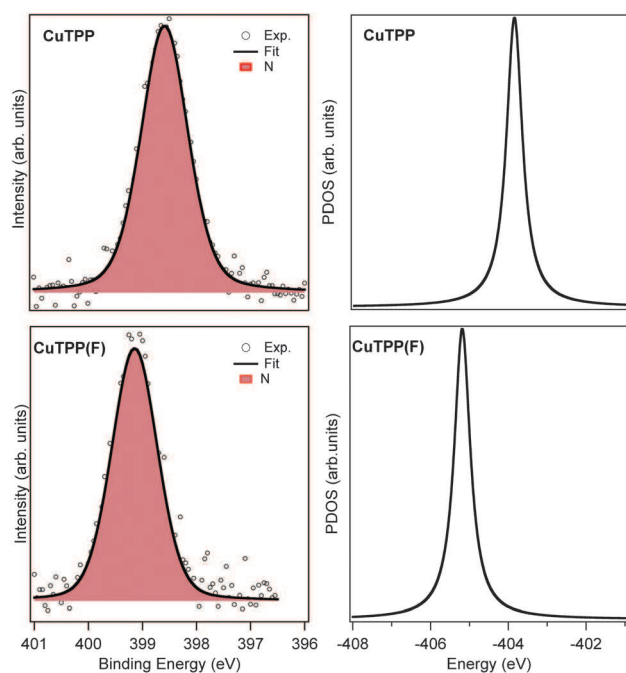 CuTPP
Exp.
Fit
N
Intensity (arb. units)
CuTPP
PDOS (arb. units)
CuTPP(F)
Exp.
Fit
N
Intensity (arb. units)
401 400 399 398 397 396
Binding Energy (eV)
CuTPP(F)
PDOS (arb.units)
-408 -406 -404 -402
Energy (eV)